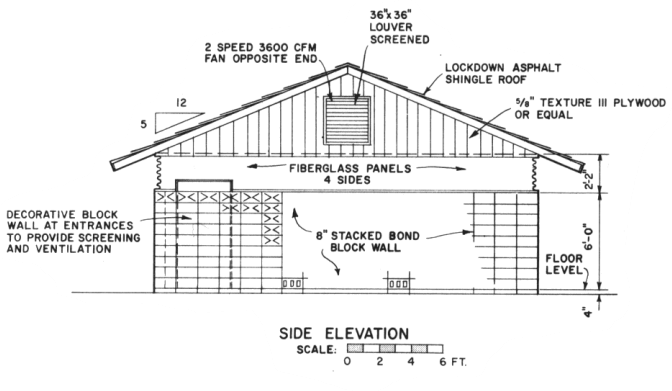 36"x 36"
LOUVER
SCREENED
2 SPEED 3600 CFM
FAN OPPOSITE END
LOCKDOWN ASPHALT
SHINGLE ROOF
12
5
5/8" TEXTURE III PLYWOOD
OR EQUAL
FIBERGLASS PANELS
4 SIDES
2'-2"
DECORATIVE BLOCK
WALL AT ENTRANCES
TO PROVIDE SCREENING
AND VENTILATION
8" STACKED BOND
BLOCK WALL
6'-0"
FLOOR
LEVEL
4"
SIDE ELEVATION
SCALE:
0 2 4 6 FT.